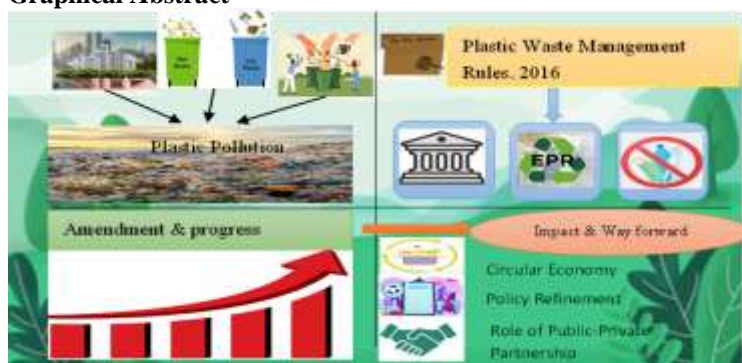 Graphical Abstract
Plastic Waste Management
Rules, 2016
Plastic Pollution
EPR
Amendment & progress
Impact & Way forward
Circular Economy
Policy Refinement
Role of Public-Private
Partnership